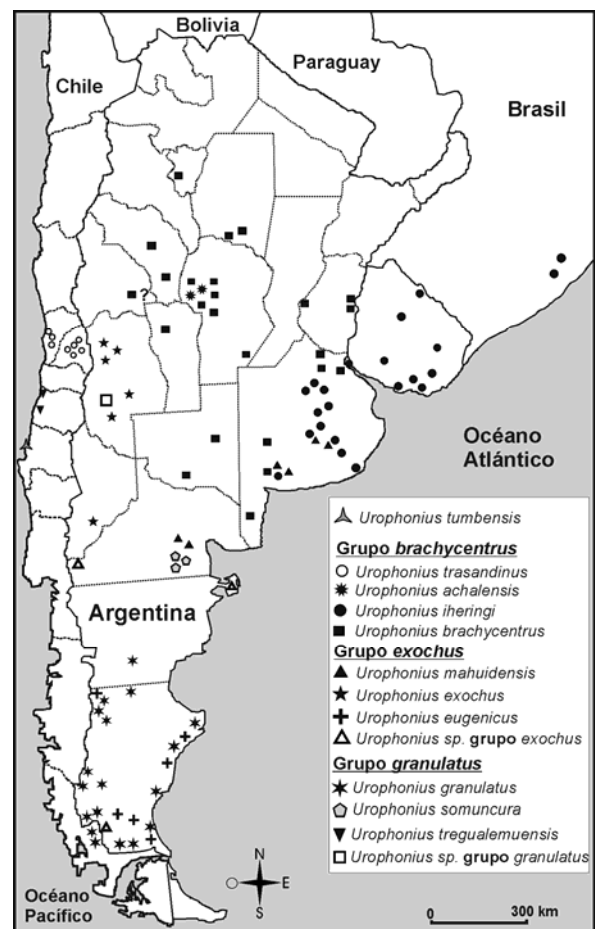 Bolivia
Paraguay
Chile
Brasil
?
Océano
Atlántico
Argentina
Urophonius tumbensis
Grupo brachycentrus
Urophonius trasandinus
Urophonius achalensis
Urophonius iheringi
Urophonius brachycentrus
Grupo exochus
Urophonius mahuidensis
Urophonius exochus
Urophonius eugenicus
Urophonius sp. grupo exochus
Grupo granulatus
Urophonius granulatus
Urophonius somuncura
Urophonius tregualemuensis
Urophonius sp. grupo granulatus
Océano
Pacífico
N
E
S
O
0 300 km